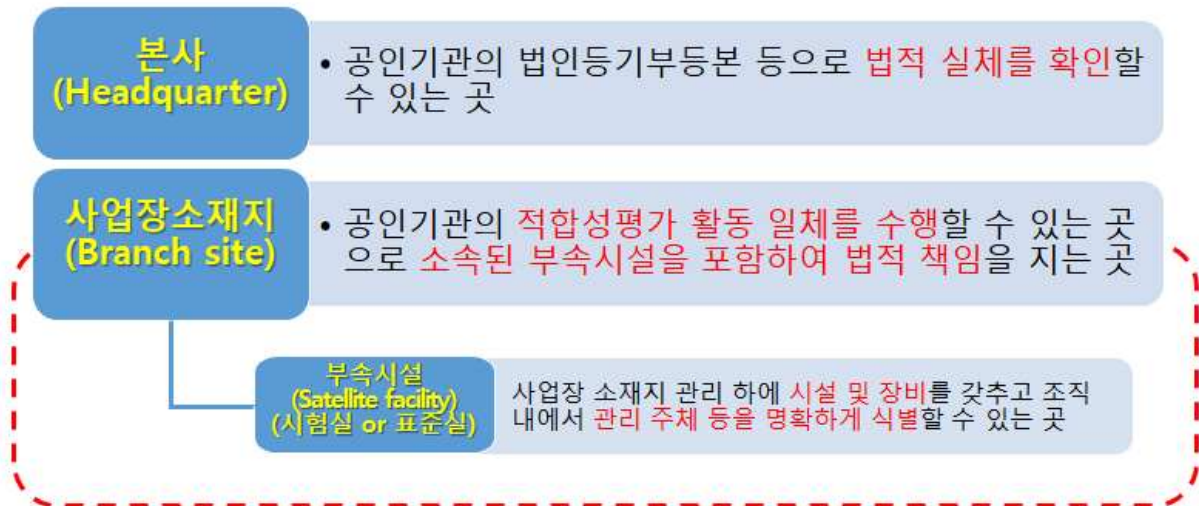 본사
(Headquarter)
• 공인기관의 법인등기부등본 등으로 법적 실체를 확인할
수 있는 곳
사업장소재지
(Branch site)
• 공인기관의 적합성평가 활동 일체를 수행할 수 있는 곳
으로 소속된 부속시설을 포함하여 법적 책임을 지는 곳
부속시설
(Satellite facility)
(시험실 or 표준실)
사업장 소재지 관리 하에 시설 및 장비를 갖추고 조직
내에서 관리 주체 등을 명확하게 식별할 수 있는 곳